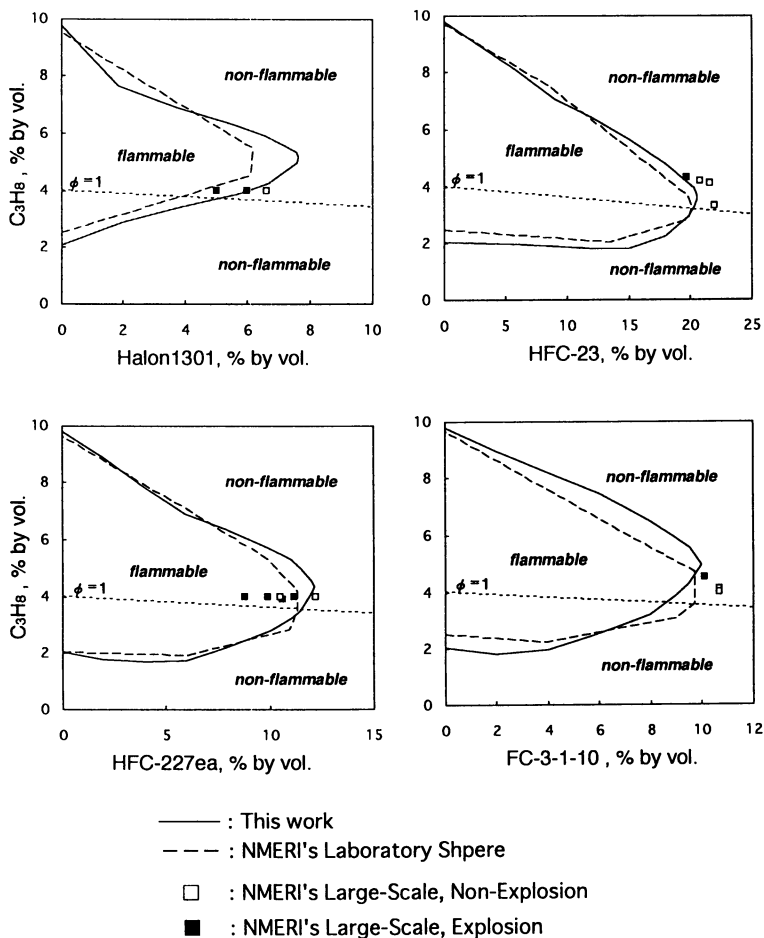 10
8
6
4
2
0
C3H8, % by vol.
non-flammable
flammable
ϕ=1
non-flammable
0 2 4 6 8 10
Halon1301, % by vol.
10
8
6
4
2
0
non-flammable
flammable
ϕ=1
non-flammable
0 5 10 15 20 25
HFC-23, % by vol.
10
8
6
4
2
0
C3H8, % by vol.
non-flammable
flammable
ϕ=1
non-flammable
0 5 10 15
HFC-227ea, % by vol.
10
8
6
4
2
0
non-flammable
flammable
ϕ=1
non-flammable
0 2 4 6 8 10 12
FC-3-1-10 , % by vol.
: This work
: NMERI's Laboratory Shpere
: NMERI's Large-Scale, Non-Explosion
: NMERI's Large-Scale, Explosion